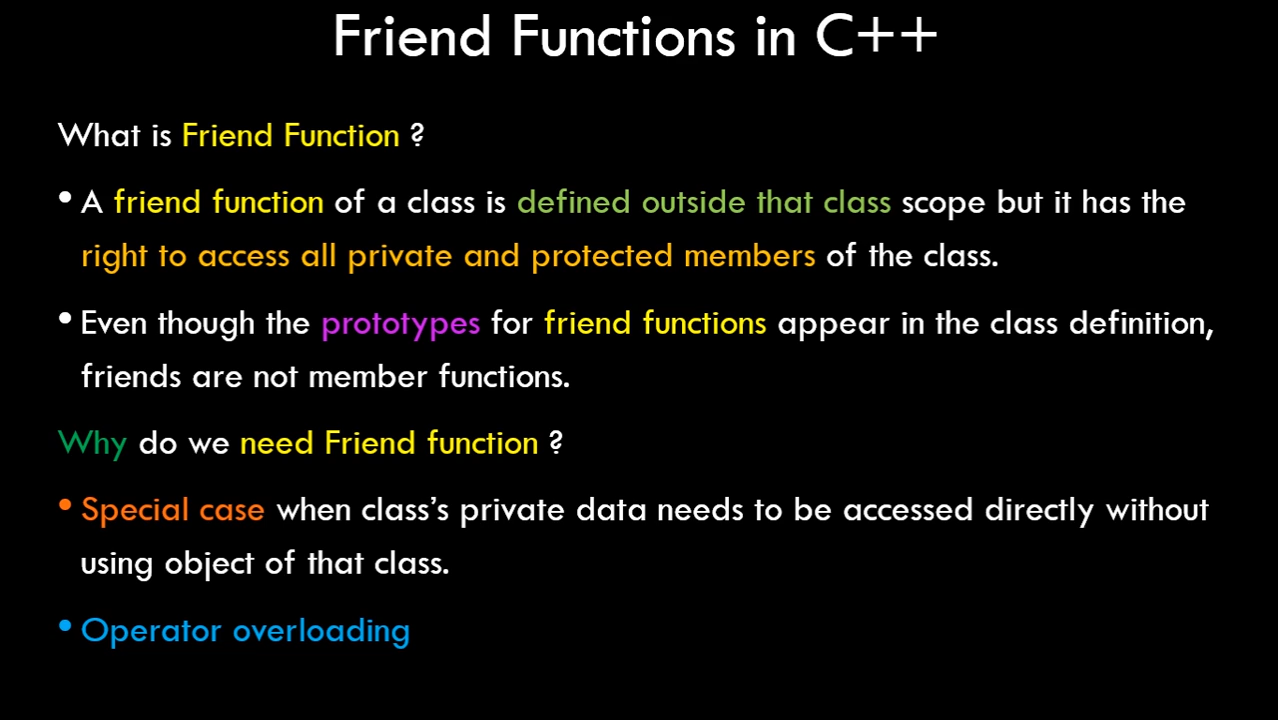 Friend Functions in C++
What is Friend Function ?
• A friend function of a class is defined outside that class scope but it has the
right to access all private and protected members of the class.
• Even though the prototypes for friend functions appear in the class definition,
friends are not member functions.
Why do we need Friend function ?
• Special case when class’s private data needs to be accessed directly without
using object of that class.
• Operator overloading